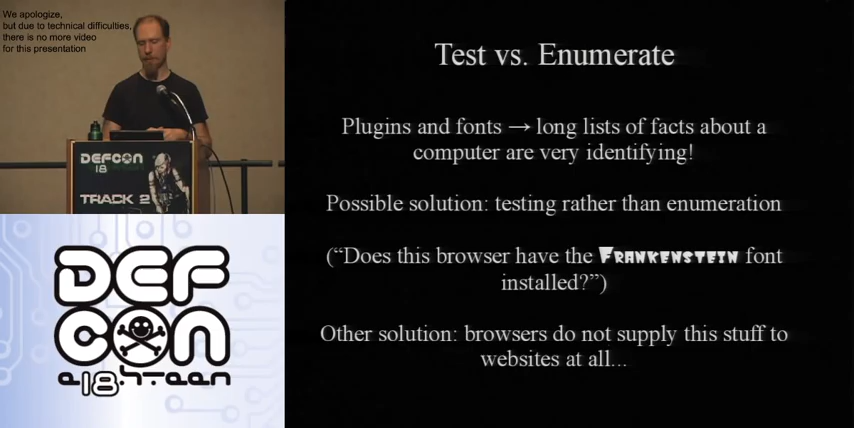 We apologize,
but due to technical difficulties,
there is no more video
for this presentation
DEFCON
18
TRACK 2
DEF
CON
e18hteen
Test vs. Enumerate
Plugins and fonts → long lists of facts about a
computer are very identifying!
Possible solution: testing rather than enumeration
(“Does this browser have the FRANKENSTEIN font
installed?”)
Other solution: browsers do not supply this stuff to
websites at all...